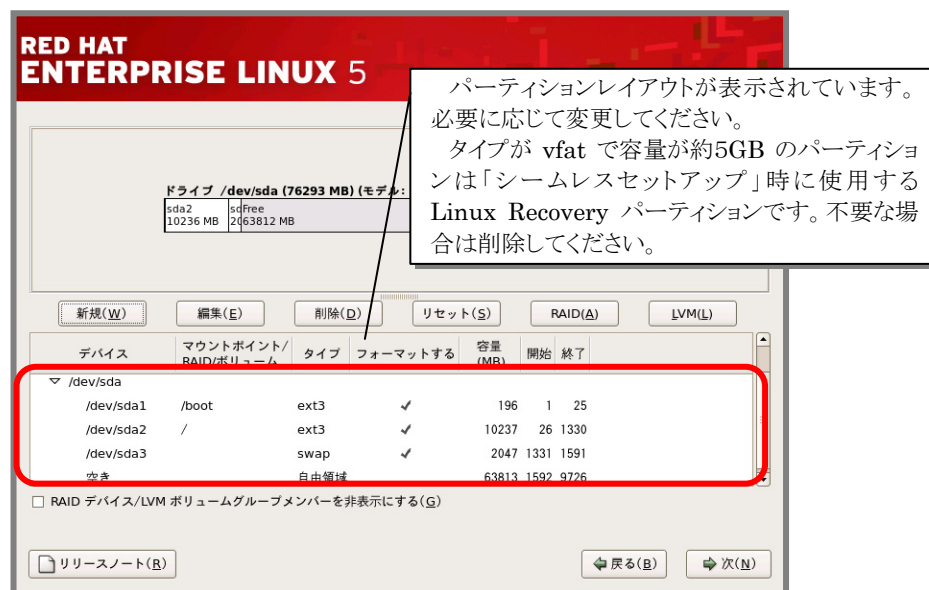 RED HAT
ENTERPRISE LINUX 5
パーティションレイアウトが表示されています。
必要に応じて変更してください。
タイプが vfat で容量が約5GB のパーティショ
ンは「シームレスセットアップ」時に使用する
Linux Recovery パーティションです。不要な場
合は削除してください。
ドライブ /dev/sda (76293 MB) (モデル:
sda2 Free
10236 MB 63812 MB
新規(W) 編集(E) 削除(D) リセット(S) RAID(A) LVM(L)
デバイス マウントポイント/ タイプ フォーマットする 容量 開始 終了
RAID/ボリューム (MB)
/dev/sda
/dev/sda1 /boot ext3 ✓ 196 1 25
/dev/sda2 / ext3 ✓ 10237 26 1330
/dev/sda3 swap ✓ 2047 1331 1591
空き 自由領域 63813 1592 9726
RAID デバイス/LVM ボリュームグループメンバーを非表示にする(G)
リリースノート(R) 戻る(B) 次(N)